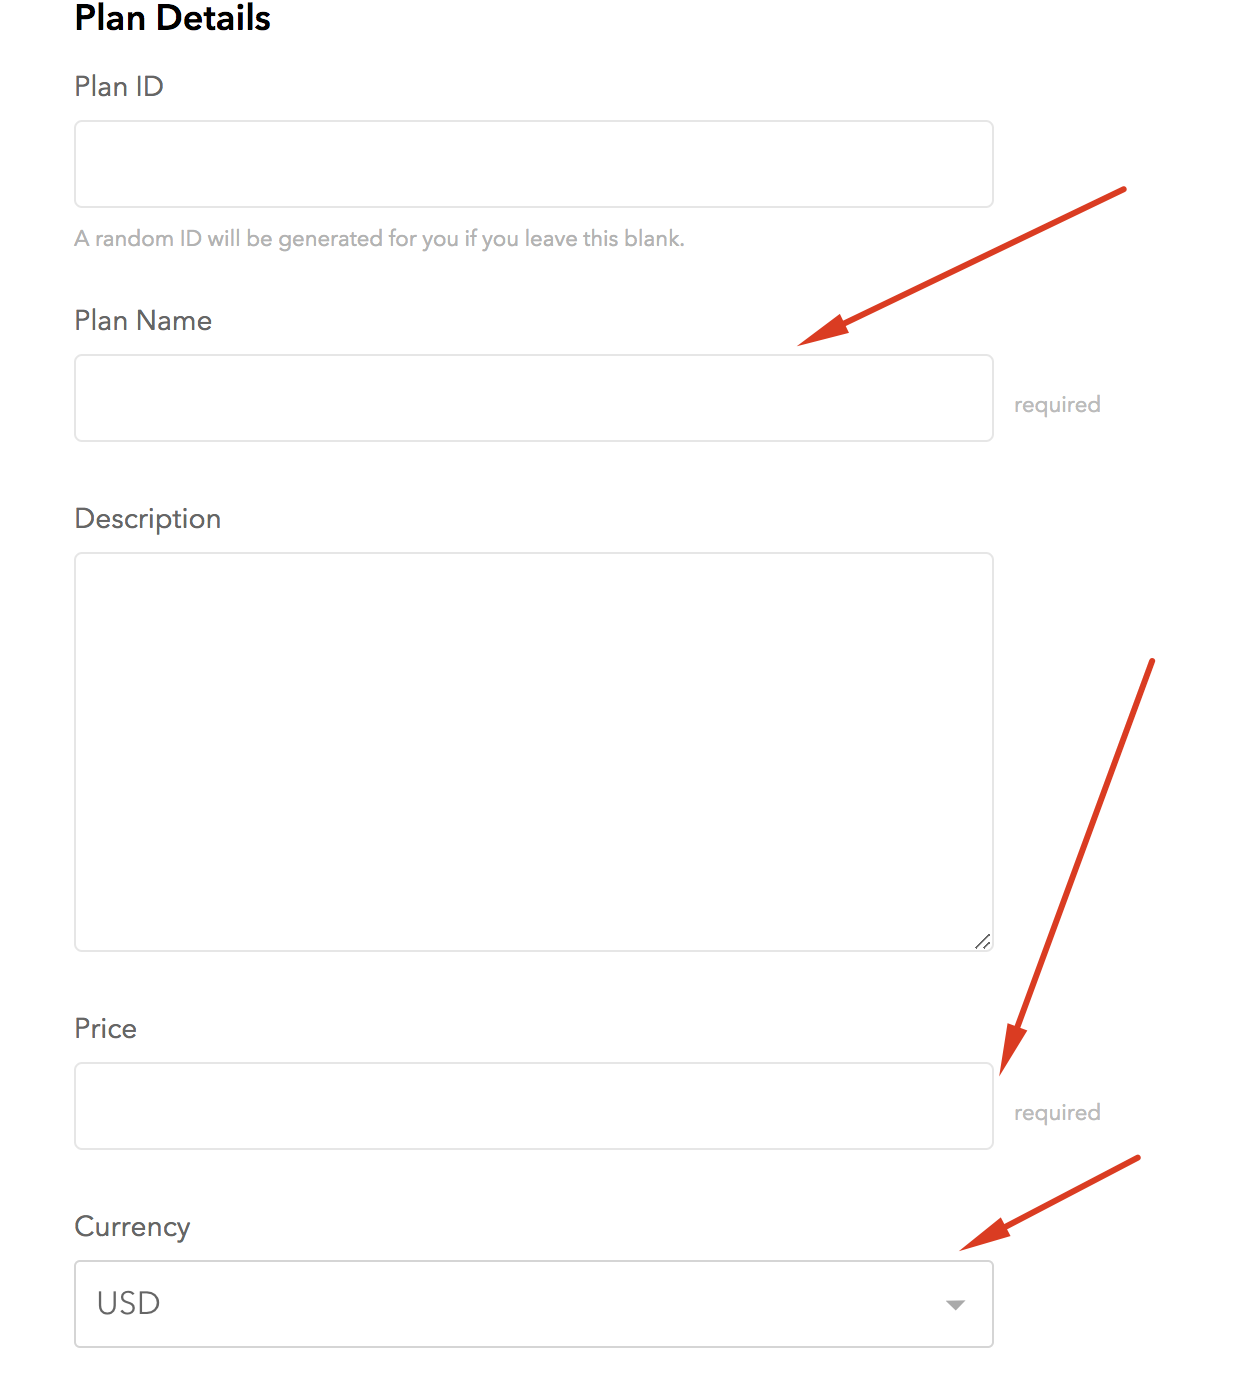 Plan Details
Plan ID
A random ID will be generated for you if you leave this blank.
Plan Name
required
Description
Price
required
Currency
USD